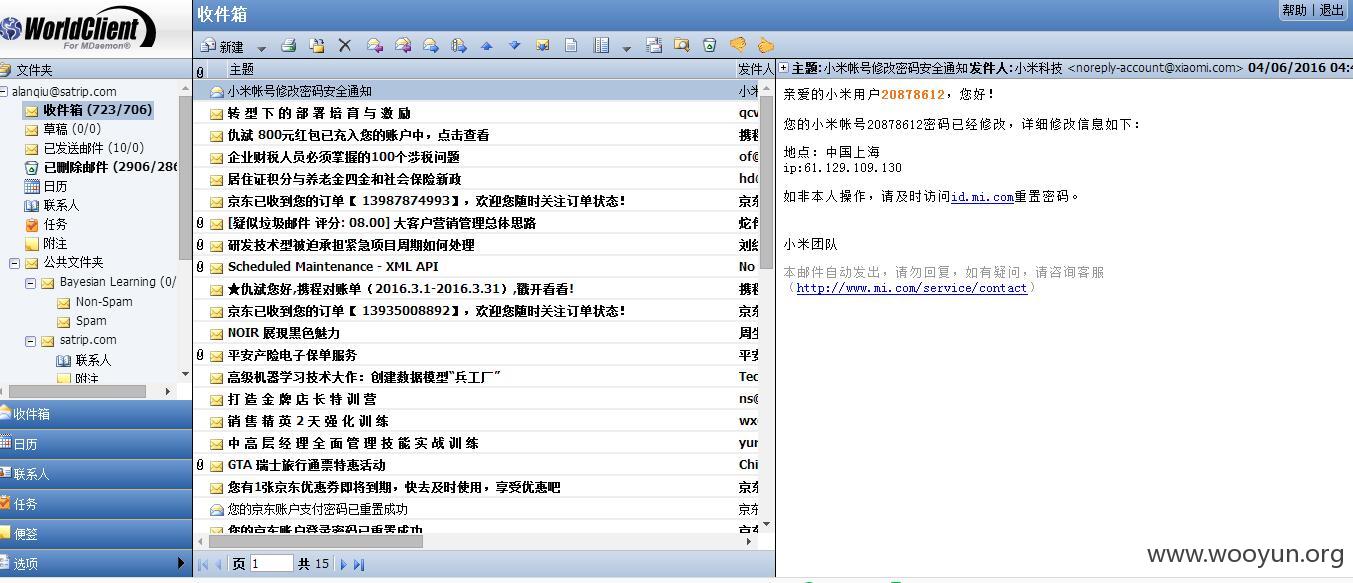 WorldClient
For MDaemon®
收件箱
帮助 | 退出
新建
文件夹
alanqiu@satrip.com
收件箱 (723/706)
草稿 (0/0)
已发送邮件 (10/0)
已删除邮件 (2906/286
日历
联系人
任务
附注
公共文件夹
Bayesian Learning (0/
Non-Spam
Spam
satrip.com
联系人
附注
收件箱
日历
联系人
任务
便签
选项
主题 发件人
小米帐号修改密码安全通知 小米
转 型 下 的 部 署 培 育 与 激 励 qcv
仇斌 800元红包已充入您的账户中，点击查看 携程
企业财税人员必须掌握的100个涉税问题 of@
居住证积分与养老金四金和社会保险新政 hd@
京东已收到您的订单【 13987874993】，欢迎您随时关注订单状态！ 京东
[疑似垃圾邮件 评分: 08.00] 大客户营销管理总体思路
研发技术型被迫承担紧急项目周期如何处理
Scheduled Maintenance - XML API No
★仇斌您好,携程对账单（2016.3.1-2016.3.31）,戳开看看! 携程
京东已收到您的订单【 13935008892】，欢迎您随时关注订单状态！ 京东
NOIR 展现黑色魅力
平安产险电子保单服务 平安
高级机器学习技术大作：创建数据模型“兵工厂” Tec
打 造 金 牌 店 长 特 训 营 ns@
销 售 精 英 2 天 强 化 训 练 wx
中 高 层 经 理 全 面 管 理 技 能 实 战 训 练 yur
GTA 瑞士旅行通票特惠活动 Chi
您有1张京东优惠券即将到期，快去及时使用，享受优惠吧 京东
您的京东账户支付密码已重置成功 京东
您的京东账户登录密码已重置成功 京东
页 1 共 15
主题:小米帐号修改密码安全通知发件人:小米科技 <noreply-account@xiaomi.com> 04/06/2016 04:4
亲爱的小米用户20878612，您好！
您的小米帐号20878612密码已经修改，详细修改信息如下：
地点：中国上海
ip:61.129.109.130
如非本人操作，请及时访问id.mi.com重置密码。
小米团队
本邮件自动发出，请勿回复，如有疑问，请咨询客服
（http://www.mi.com/service/contact）
www.wooyun.org